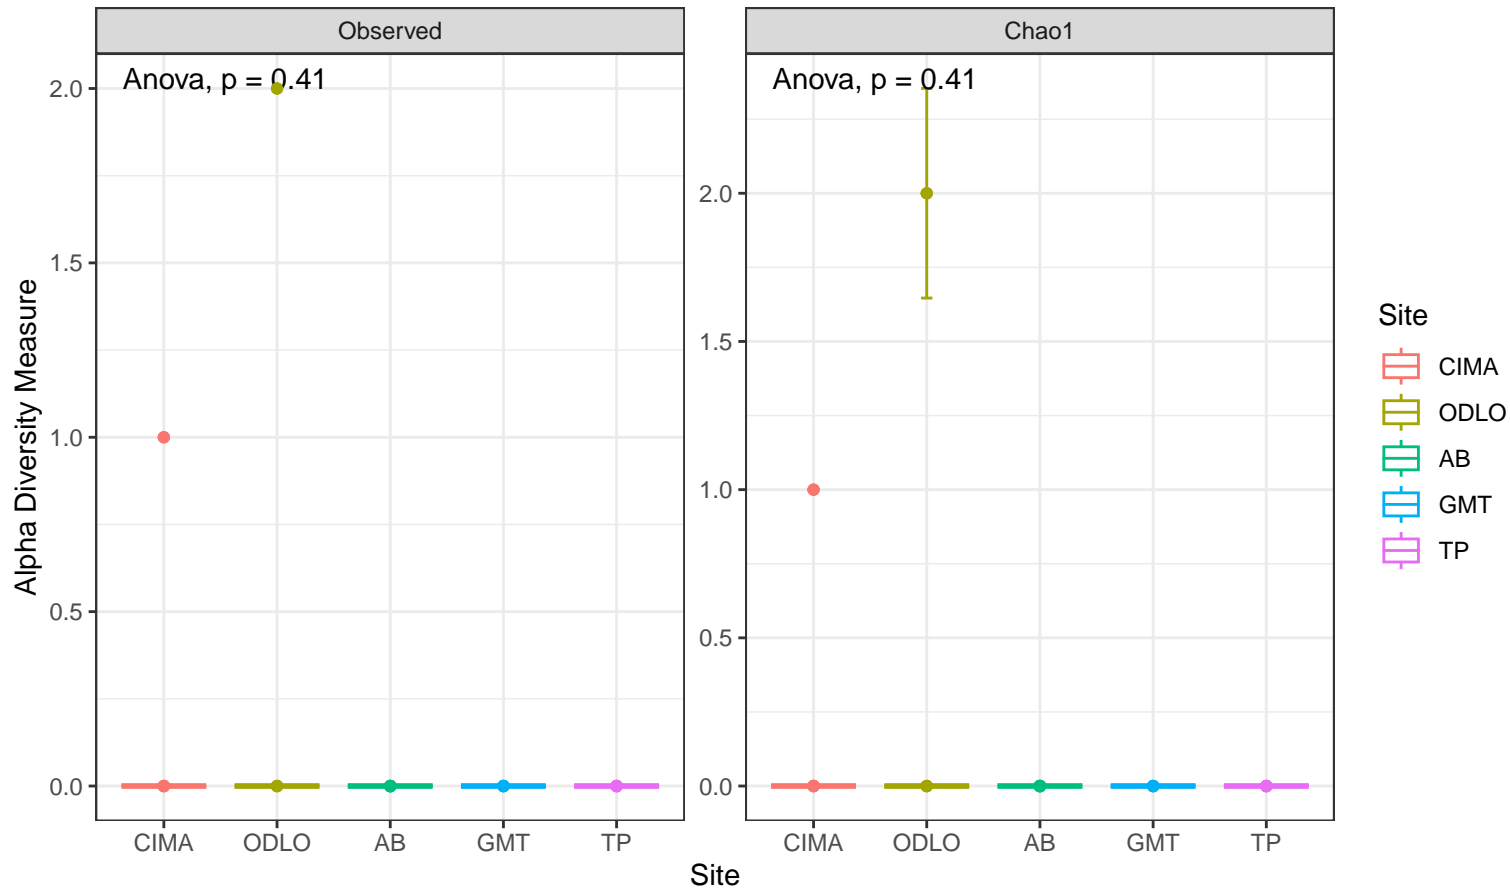 Observed
Chao1
Anova, p = 0.41
Anova, p = 0.41
Alpha Diversity Measure
2.0
1.5
1.0
0.5
0.0
2.0
1.5
1.0
0.5
0.0
CIMA ODLO AB GMT TP
CIMA ODLO AB GMT TP
Site
Site
CIMA
ODLO
AB
GMT
TP